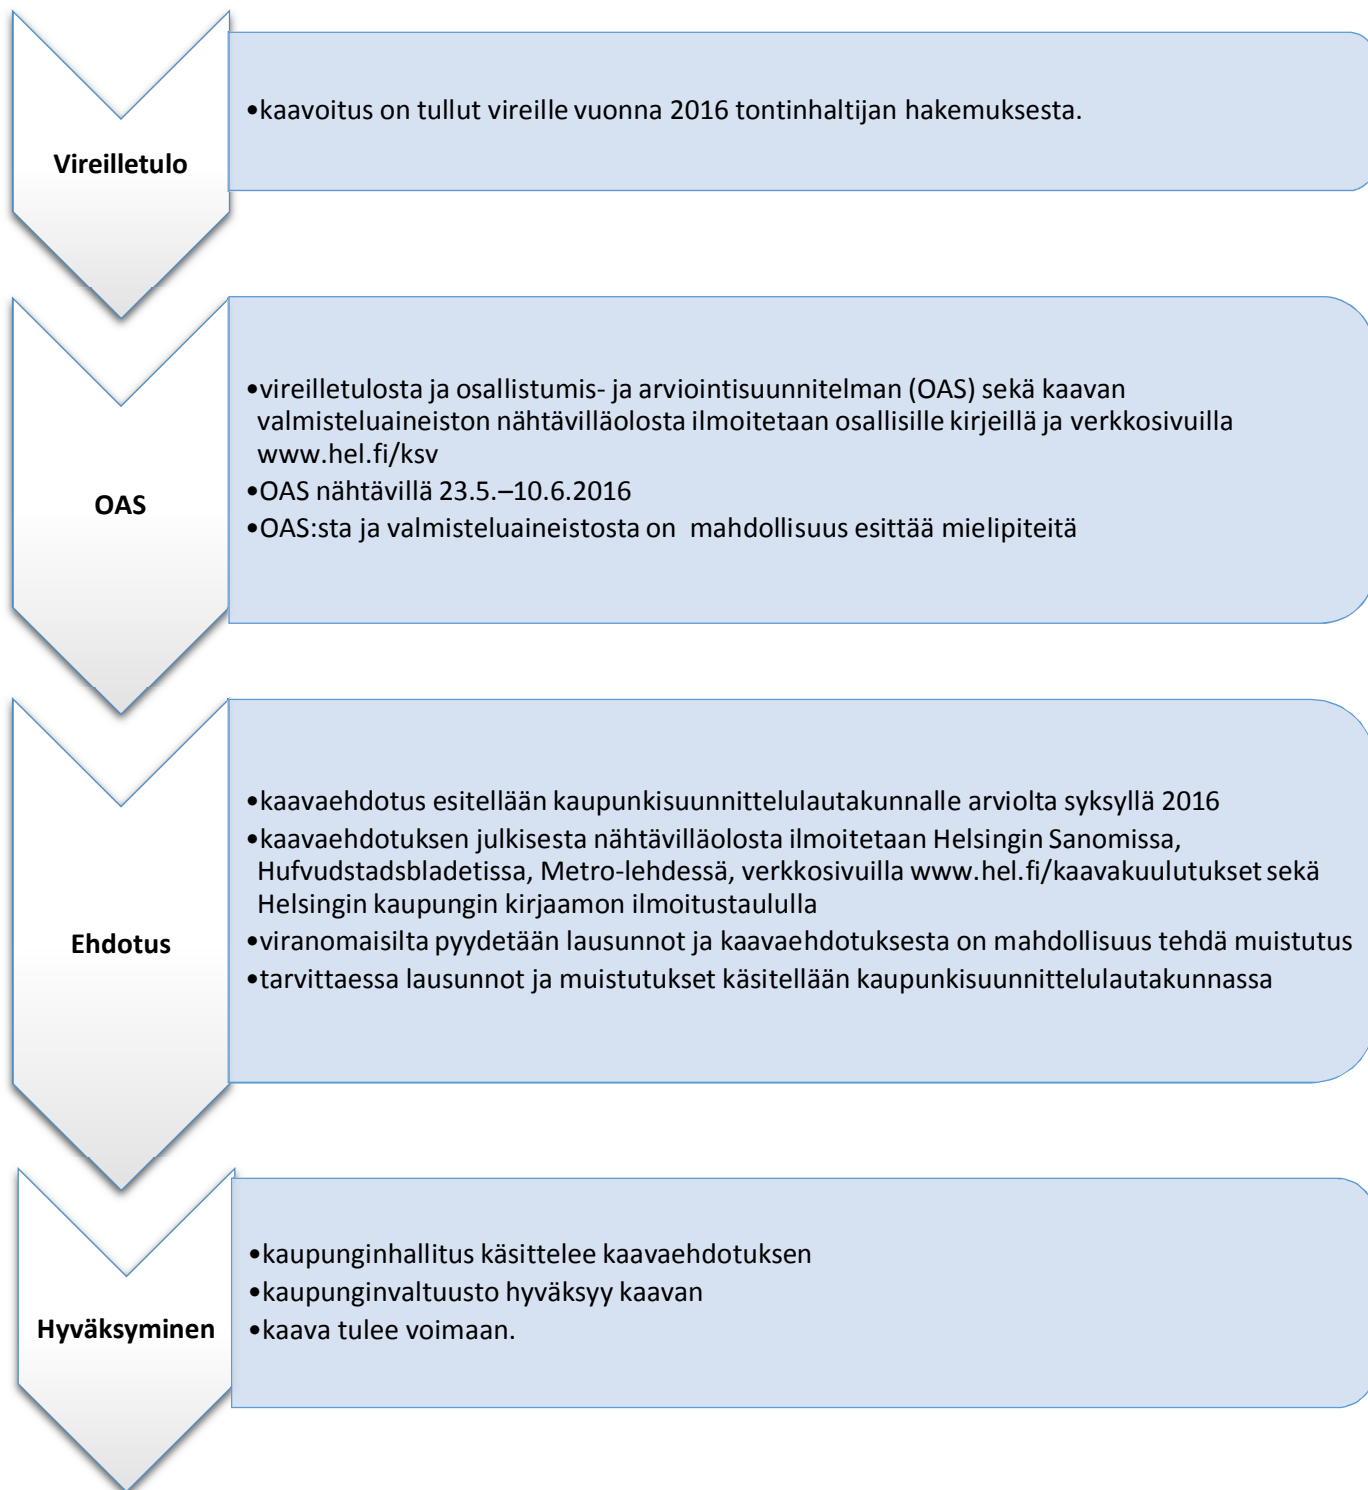 Vireilletulo
•kaavoitus on tullut vireille vuonna 2016 tontinhaltijan hakemuksesta.
OAS
•vireilletulosta ja osallistumis- ja arviointisuunnitelman (OAS) sekä kaavan
valmisteluaineiston nähtävilläolosta ilmoitetaan osallisille kirjeillä ja verkkosivuilla
www.hel.fi/ksv
•OAS nähtävillä 23.5.–10.6.2016
•OAS:sta ja valmisteluaineistosta on mahdollisuus esittää mielipiteitä
Ehdotus
•kaavaehdotus esitellään kaupunkisuunnittelulautakunnalle arviolta syksyllä 2016
•kaavaehdotuksen julkisesta nähtävilläolosta ilmoitetaan Helsingin Sanomissa,
Hufvudstadsbladetissa, Metro-lehdessä, verkkosivuilla www.hel.fi/kaavakuulutukset sekä
Helsingin kaupungin kirjaamon ilmoitustaululla
•viranomaisilta pyydetään lausunnot ja kaavaehdotuksesta on mahdollisuus tehdä muistutus
•tarvittaessa lausunnot ja muistutukset käsitellään kaupunkisuunnittelulautakunnassa
Hyväksyminen
•kaupunginhallitus käsittelee kaavaehdotuksen
•kaupunginvaltuusto hyväksyy kaavan
•kaava tulee voimaan.